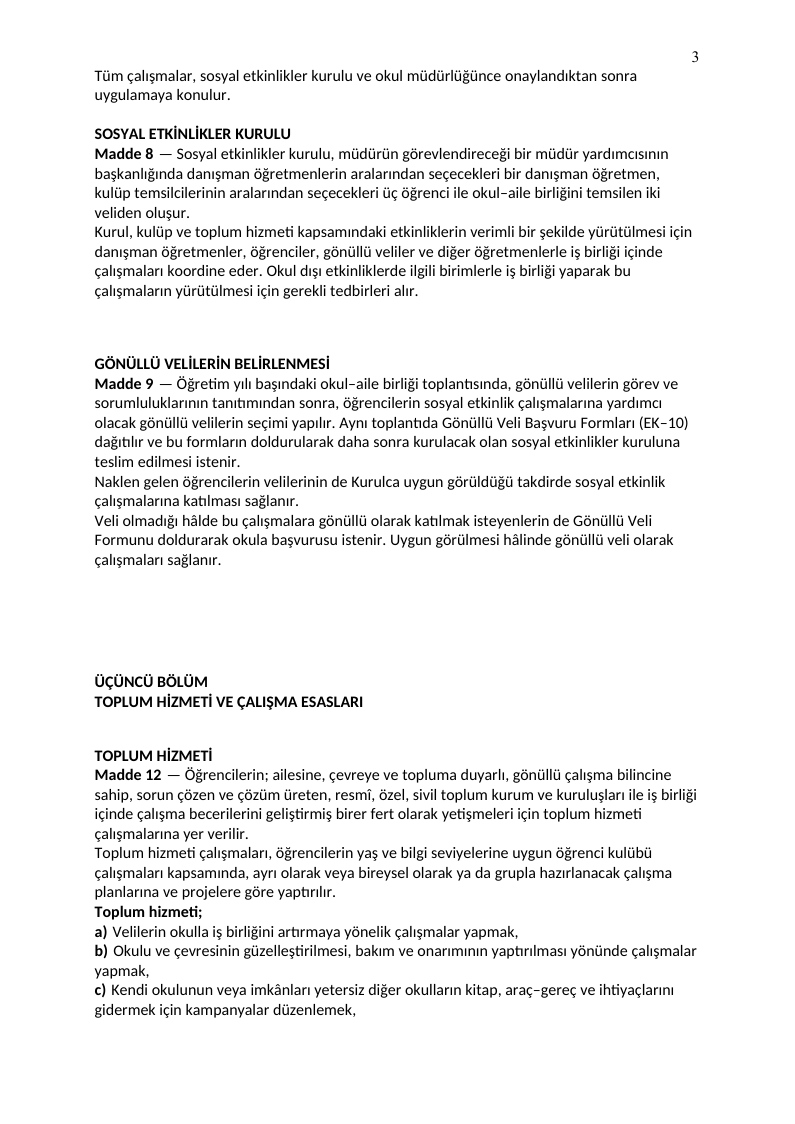 3
Tüm çalışmalar, sosyal etkinlikler kurulu ve okul müdürlüğünce onaylandıktan sonra
uygulamaya konulur.
SOSYAL ETKİNLİKLER KURULU
Madde 8 — Sosyal etkinlikler kurulu, müdürün görevlendireceği bir müdür yardımcısının
başkanlığında danışman öğretmenlerin aralarından seçecekleri bir danışman öğretmen,
kulüp temsilcilerinin aralarından seçecekleri üç öğrenci ile okul–aile birliğini temsilen iki
veliden oluşur.
Kurul, kulüp ve toplum hizmeti kapsamındaki etkinliklerin verimli bir şekilde yürütülmesi için
danışman öğretmenler, öğrenciler, gönüllü veliler ve diğer öğretmenlerle iş birliği içinde
çalışmaları koordine eder. Okul dışı etkinliklerde ilgili birimlerle iş birliği yaparak bu
çalışmaların yürütülmesi için gerekli tedbirleri alır.
GÖNÜLLÜ VELİLERİN BELİRLENMESİ
Madde 9 — Öğretim yılı başındaki okul–aile birliği toplantısında, gönüllü velilerin görev ve
sorumluluklarının tanıtımından sonra, öğrencilerin sosyal etkinlik çalışmalarına yardımcı
olacak gönüllü velilerin seçimi yapılır. Aynı toplantıda Gönüllü Veli Başvuru Formları (EK–10)
dağıtılır ve bu formların doldurularak daha sonra kurulacak olan sosyal etkinlikler kuruluna
teslim edilmesi istenir.
Naklen gelen öğrencilerin velilerinin de Kurulca uygun görüldüğü takdirde sosyal etkinlik
çalışmalarına katılması sağlanır.
Veli olmadığı hâlde bu çalışmalara gönüllü olarak katılmak isteyenlerin de Gönüllü Veli
Formunu doldurarak okula başvurusu istenir. Uygun görülmesi hâlinde gönüllü veli olarak
çalışmaları sağlanır.
ÜÇÜNCÜ BÖLÜM
TOPLUM HİZMETİ VE ÇALIŞMA ESASLARI
TOPLUM HİZMETİ
Madde 12 — Öğrencilerin; ailesine, çevreye ve topluma duyarlı, gönüllü çalışma bilincine
sahip, sorun çözen ve çözüm üreten, resmî, özel, sivil toplum kurum ve kuruluşları ile iş birliği
içinde çalışma becerilerini geliştirmiş birer fert olarak yetişmeleri için toplum hizmeti
çalışmalarına yer verilir.
Toplum hizmeti çalışmaları, öğrencilerin yaş ve bilgi seviyelerine uygun öğrenci kulübü
çalışmaları kapsamında, ayrı olarak veya bireysel olarak ya da grupla hazırlanacak çalışma
planlarına ve projelere göre yaptırılır.
Toplum hizmeti;
a) Velilerin okulla iş birliğini artırmaya yönelik çalışmalar yapmak,
b) Okulu ve çevresinin güzelleştirilmesi, bakım ve onarımının yaptırılması yönünde çalışmalar
yapmak,
c) Kendi okulunun veya imkânları yetersiz diğer okulların kitap, araç–gereç ve ihtiyaçlarını
gidermek için kampanyalar düzenlemek,